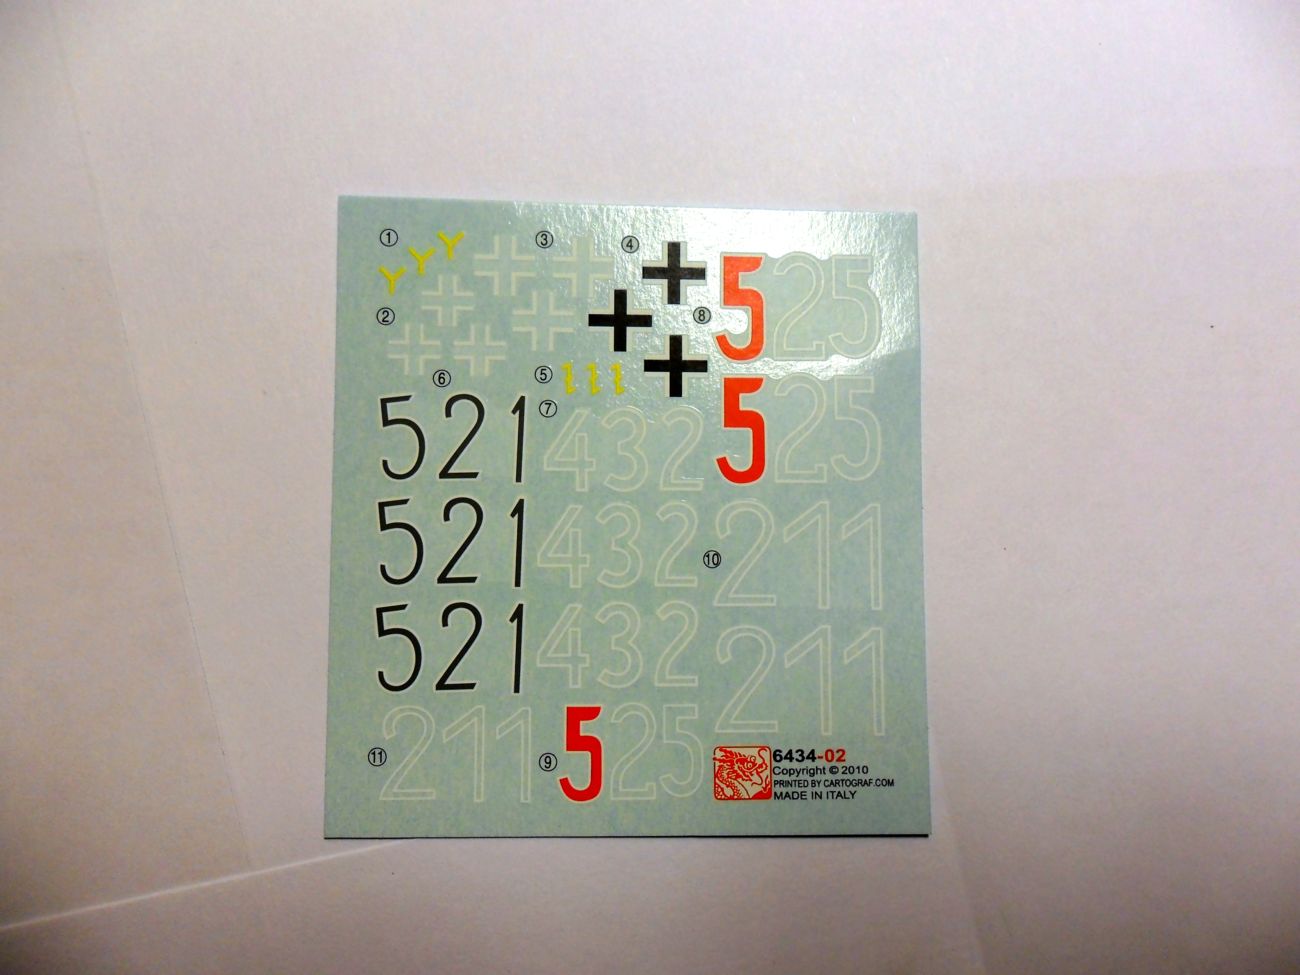 ① Y Y Y ③ ④
② ⑧ 5 25
⑥ ⑤
5 25
521 ⑦ 432
521 432 ⑩ 211
521 432 211
⑪ 211 ⑨ 5 25
6434-02
Copyright © 2010
PRINTED BY CARTOGRAF.COM
MADE IN ITALY